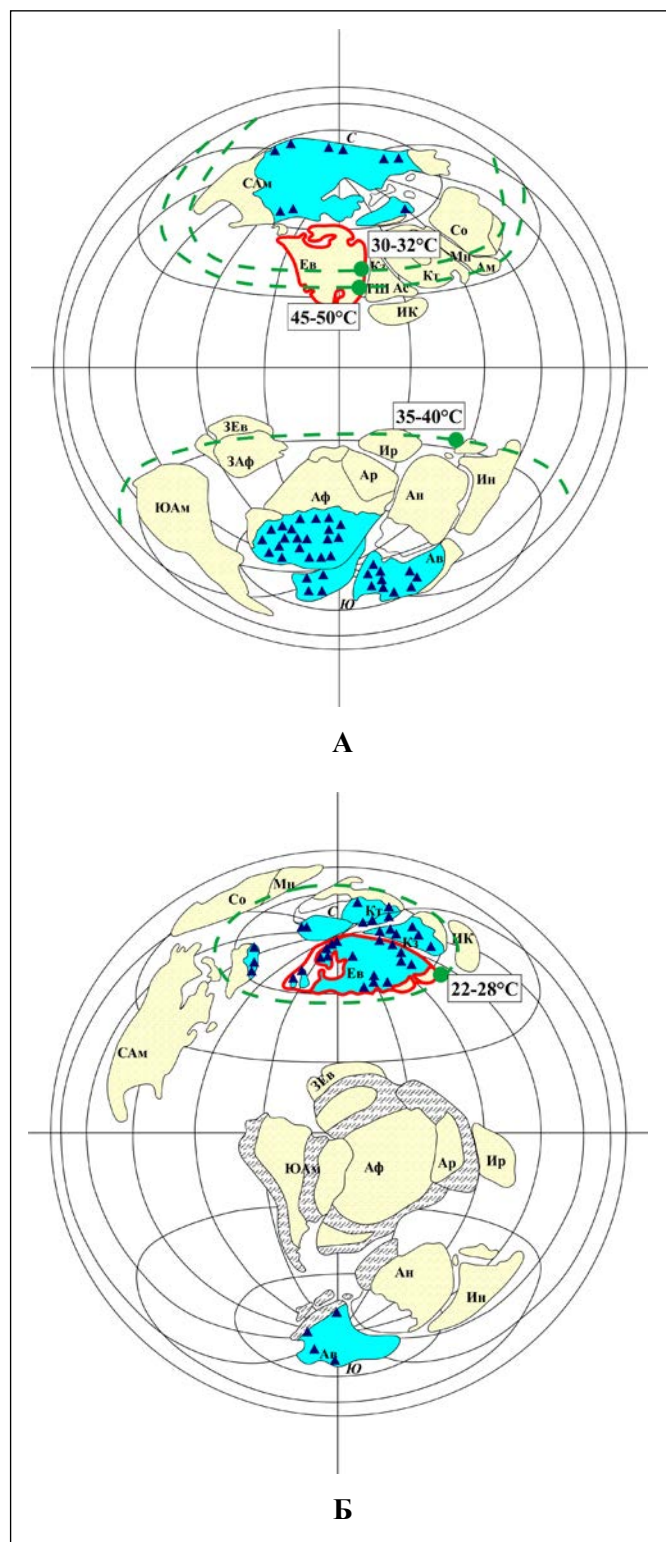 С
САм
30-32°C
Со
Мн
Ев
Кз
Кт
Ам
ТШ
Ас
45-50°C
ИК
35-40°C
ЗЕв
ЗАф
Ир
Ар
Ин
ЮАм
Аф
Ан
Ав
Ю
А
Мн
Со
С
Кт
Кз
ИК
Ев
22-28°C
САм
ЗЕв
ЮАм
Аф
Ар
Ир
Ан
Ин
Ав
Ю
Б